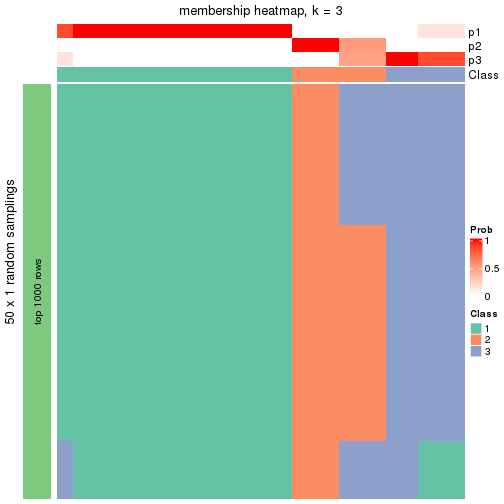 membership heatmap, k = 3
p1
p2
p3
Class
50 x 1 random samplings
top 1000 rows
Prob
1
0.5
0
Class
1
2
3